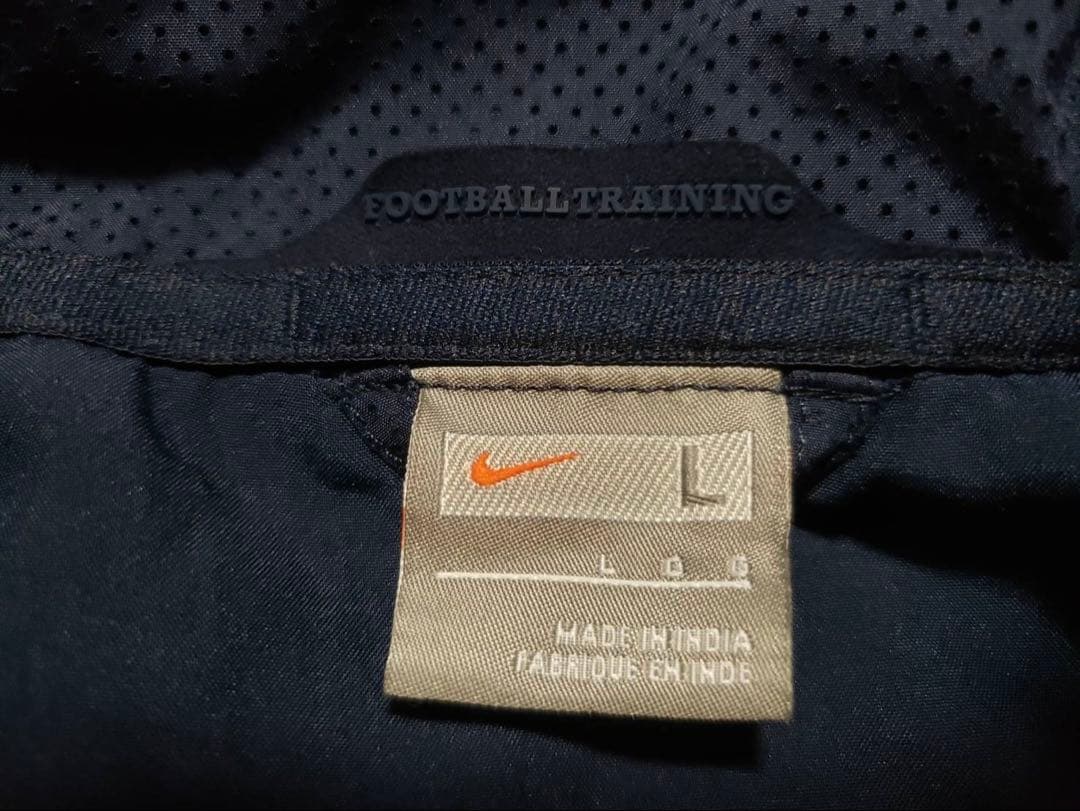 FOOTBALLTRAINING
L
L G G
MADE IN INDIA
FABRIQUE EN INDE